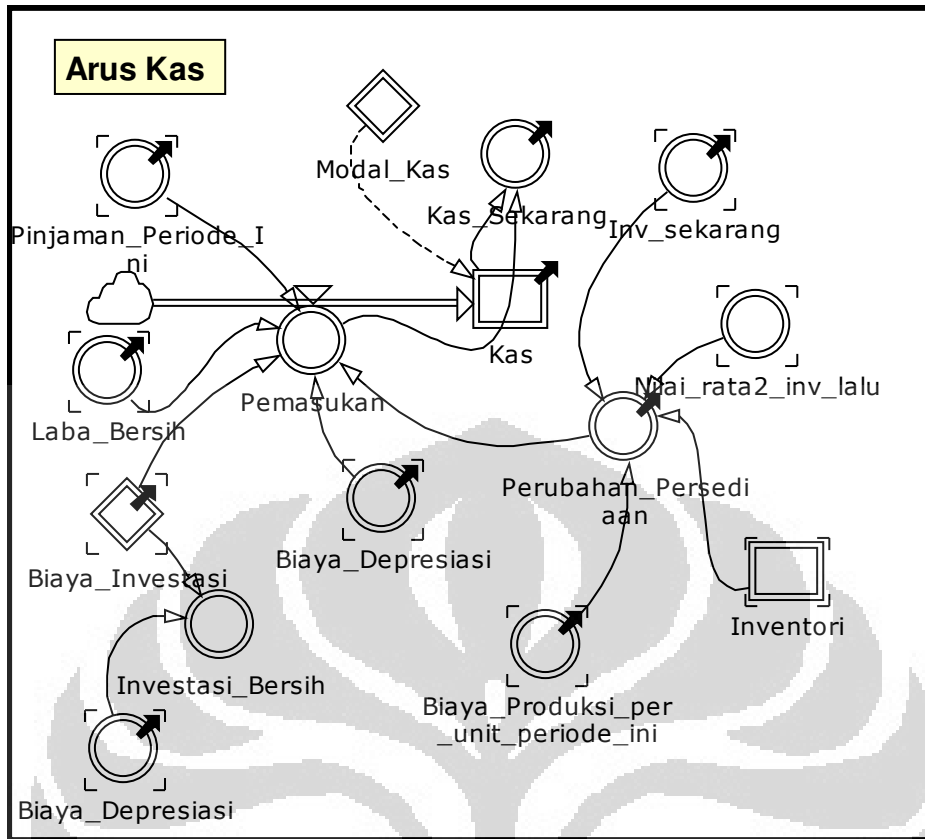 Arus Kas
Modal_Kas
Kas_Sekarang
Inv_sekarang
Pinjaman_Periode_I
ni
Kas
Nilai_rata2_inv_lalu
Pemasukan
Laba_Bersih
Perubahan_Persedi
aan
Biaya_Depresiasi
Biaya_Investasi
Inventori
Investasi_Bersih
Biaya_Produksi_per
_unit_periode_ini
Biaya_Depresiasi